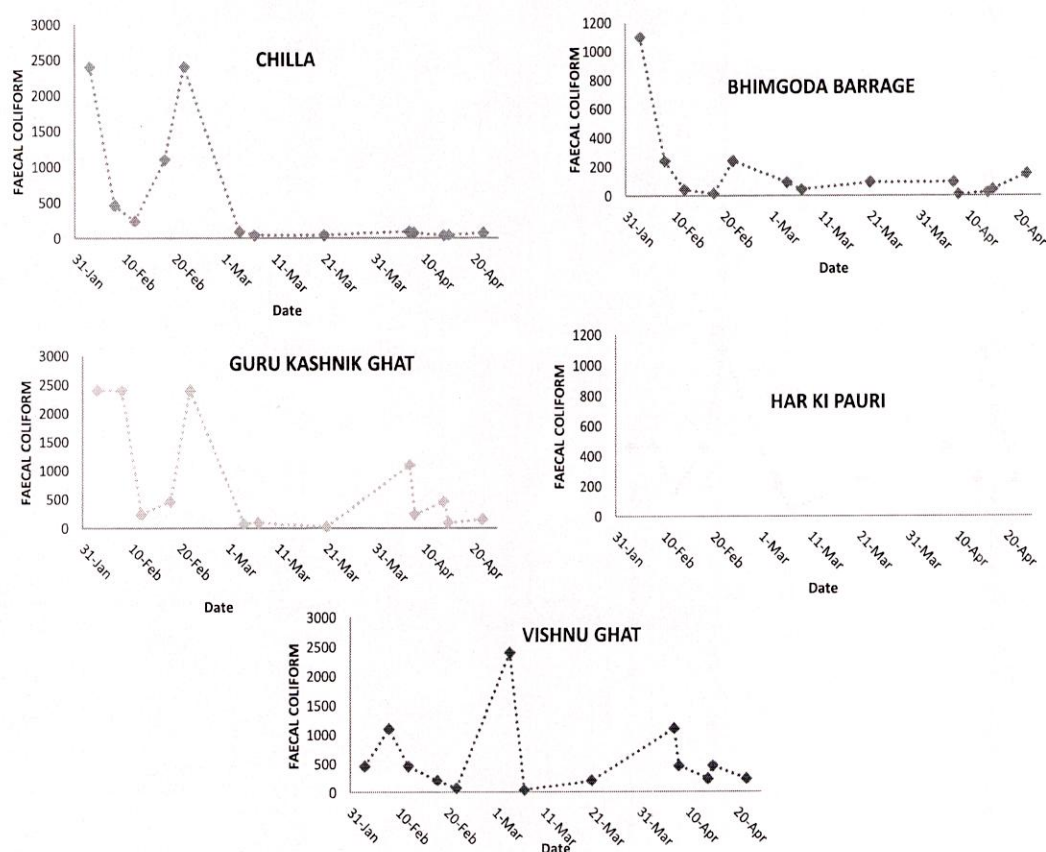 CHILLA
FAECAL COLIFORM
3000
2500
2000
1500
1000
500
0
31-Jan
10-Feb
20-Feb
1-Mar
11-Mar
21-Mar
31-Mar
10-Apr
20-Apr
Date
BHIMGODA BARRAGE
FAECAL COLIFORM
1200
1000
800
600
400
200
0
31-Jan
10-Feb
20-Feb
1-Mar
11-Mar
21-Mar
31-Mar
10-Apr
20-Apr
Date
GURU KASHNIK GHAT
FAECAL COLIFORM
3000
2500
2000
1500
1000
500
0
31-Jan
10-Feb
20-Feb
1-Mar
11-Mar
21-Mar
31-Mar
10-Apr
20-Apr
Date
HAR KI PAURI
FAECAL COLIFORM
1200
1000
800
600
400
200
0
31-Jan
10-Feb
20-Feb
1-Mar
11-Mar
21-Mar
31-Mar
10-Apr
20-Apr
Date
VISHNU GHAT
FAECAL COLIFORM
3000
2500
2000
1500
1000
500
0
31-Jan
10-Feb
20-Feb
1-Mar
11-Mar
21-Mar
31-Mar
10-Apr
20-Apr
Date